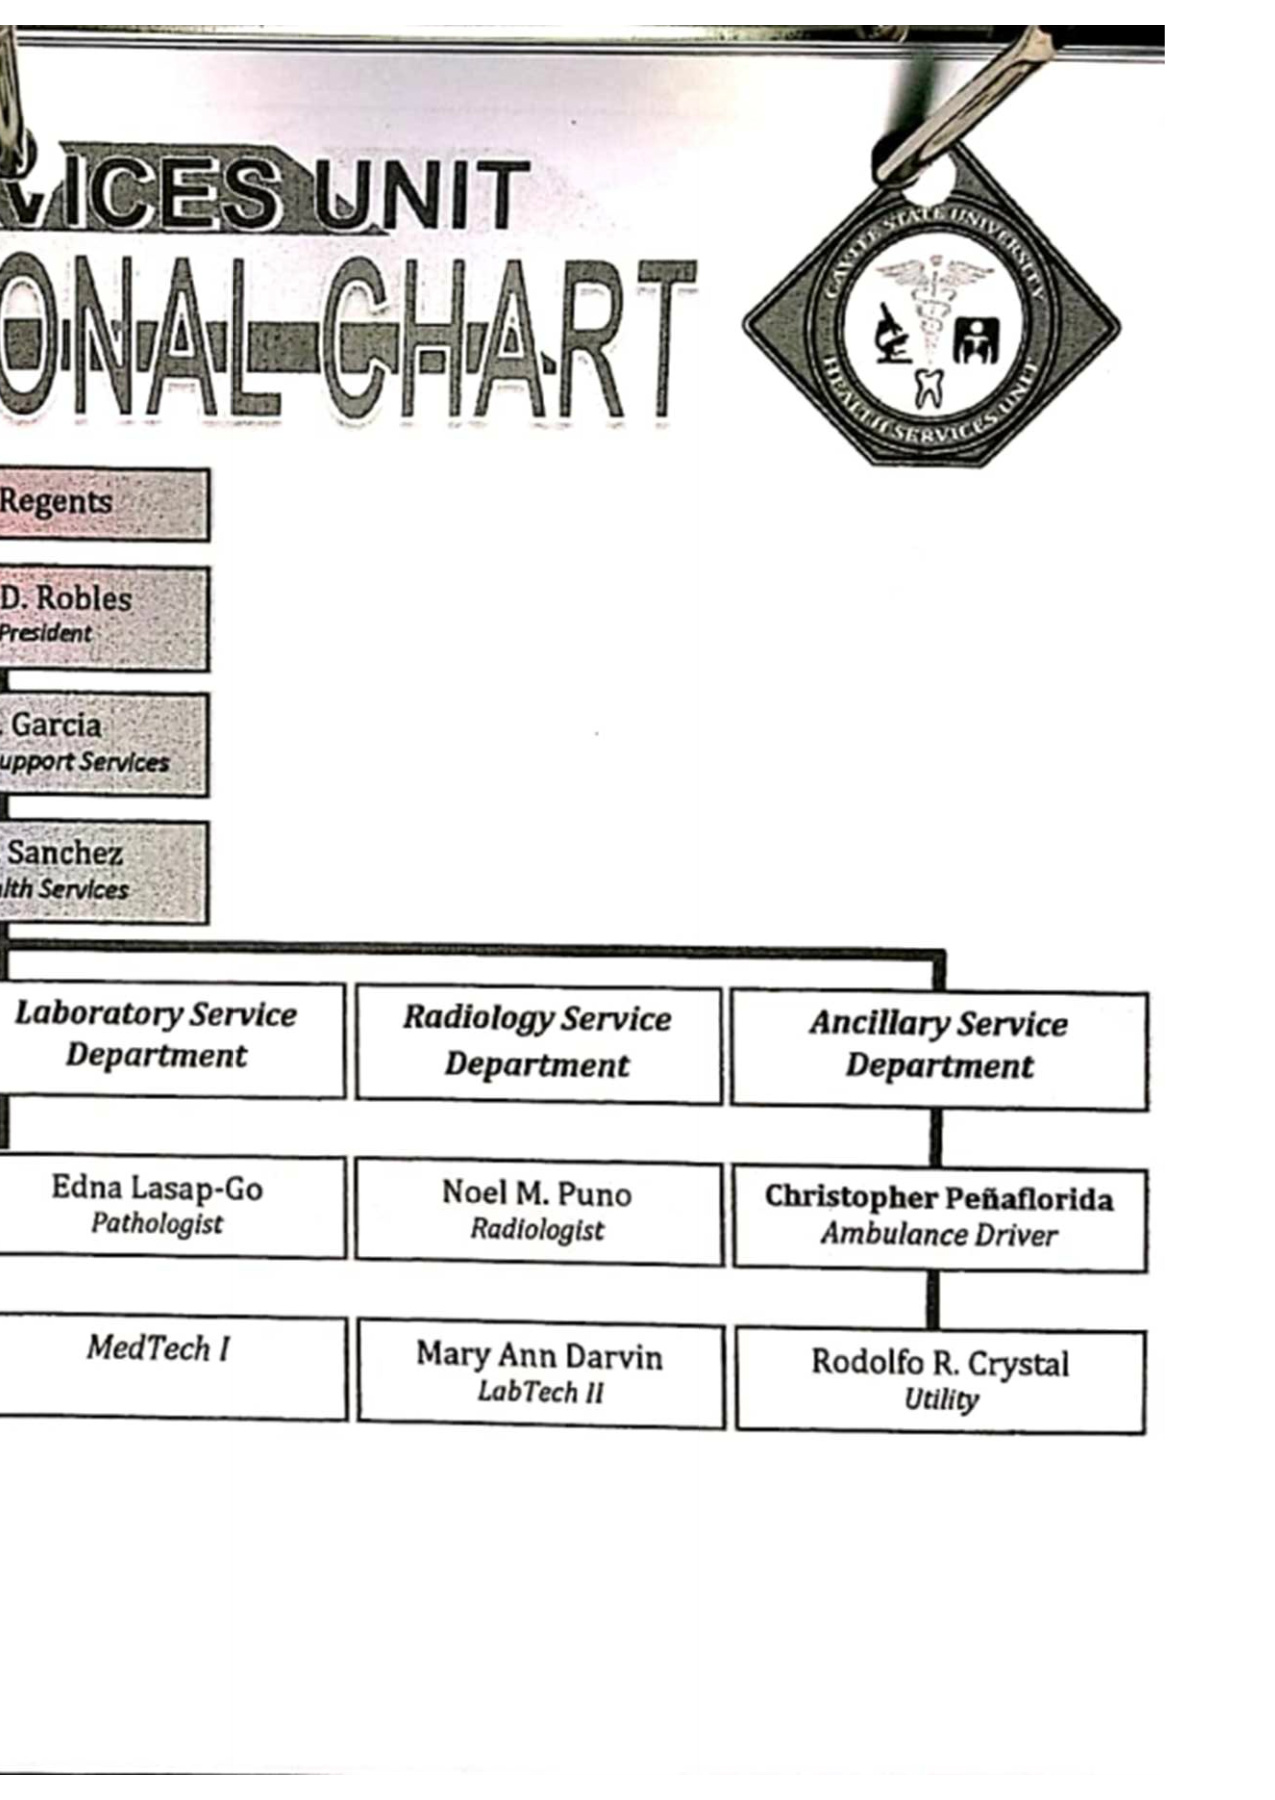 VICES UNIT
ONAL CHART
CAVITE STATE UNIVERSITY
HEALTH SERVICES UNIT
Regents
D. Robles
President
. Garcia
upport Services
Sanchez
lth Services
Laboratory Service
Department
Radiology Service
Department
Ancillary Service
Department
Edna Lasap-Go
Pathologist
Noel M. Puno
Radiologist
Christopher Peñaflorida
Ambulance Driver
MedTech I
Mary Ann Darvin
LabTech II
Rodolfo R. Crystal
Utility